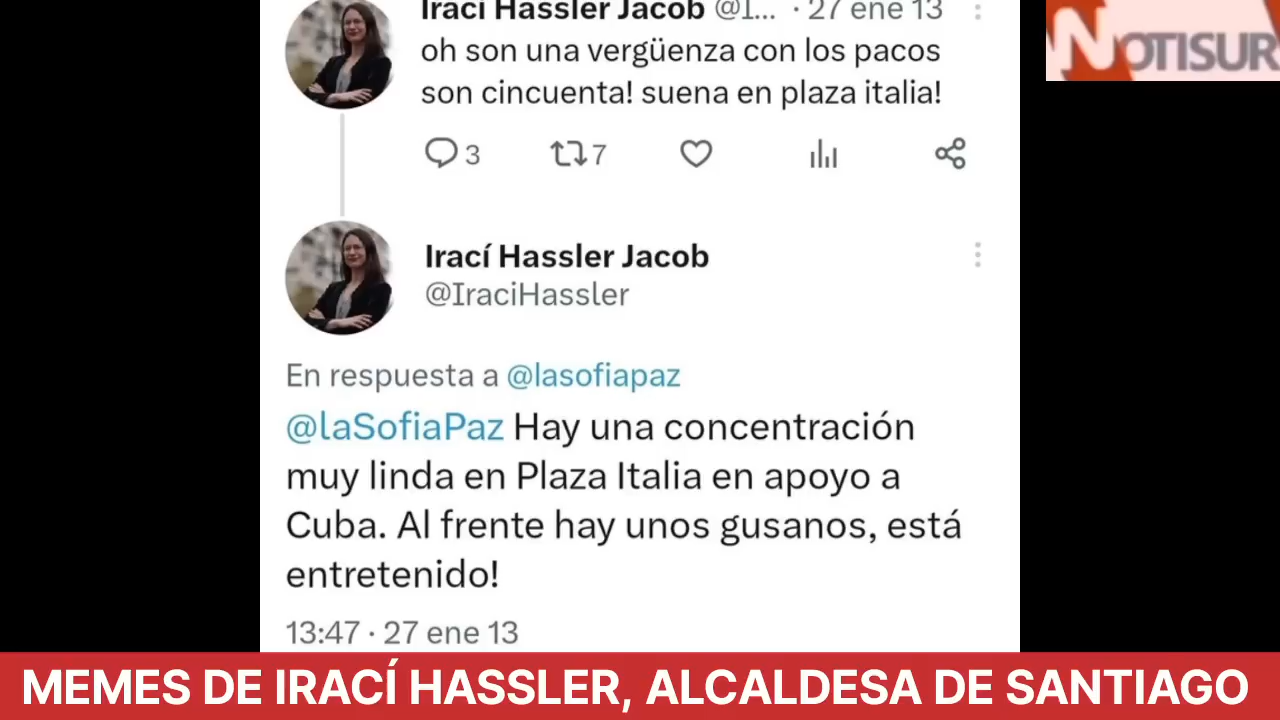 Iraci Hassler Jacob @I... · 27 ene 13
NOTISUR
oh son una vergüenza con los pacos
son cincuenta! suena en plaza italia!
3 7
Irací Hassler Jacob
@IraciHassler
En respuesta a @lasofiapaz
@laSofiaPaz Hay una concentración
muy linda en Plaza Italia en apoyo a
Cuba. Al frente hay unos gusanos, está
entretenido!
13:47 · 27 ene 13
MEMES DE IRACÍ HASSLER, ALCALDESA DE SANTIAGO